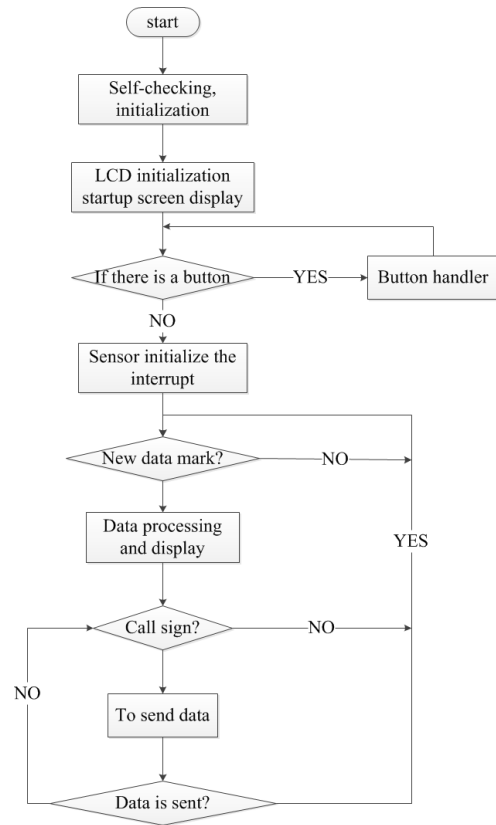 start
Self-checking,
initialization
LCD initialization
startup screen display
If there is a button
YES
Button handler
NO
Sensor initialize the
interrupt
New data mark?
NO
Data processing
and display
YES
Call sign?
NO
NO
To send data
Data is sent?